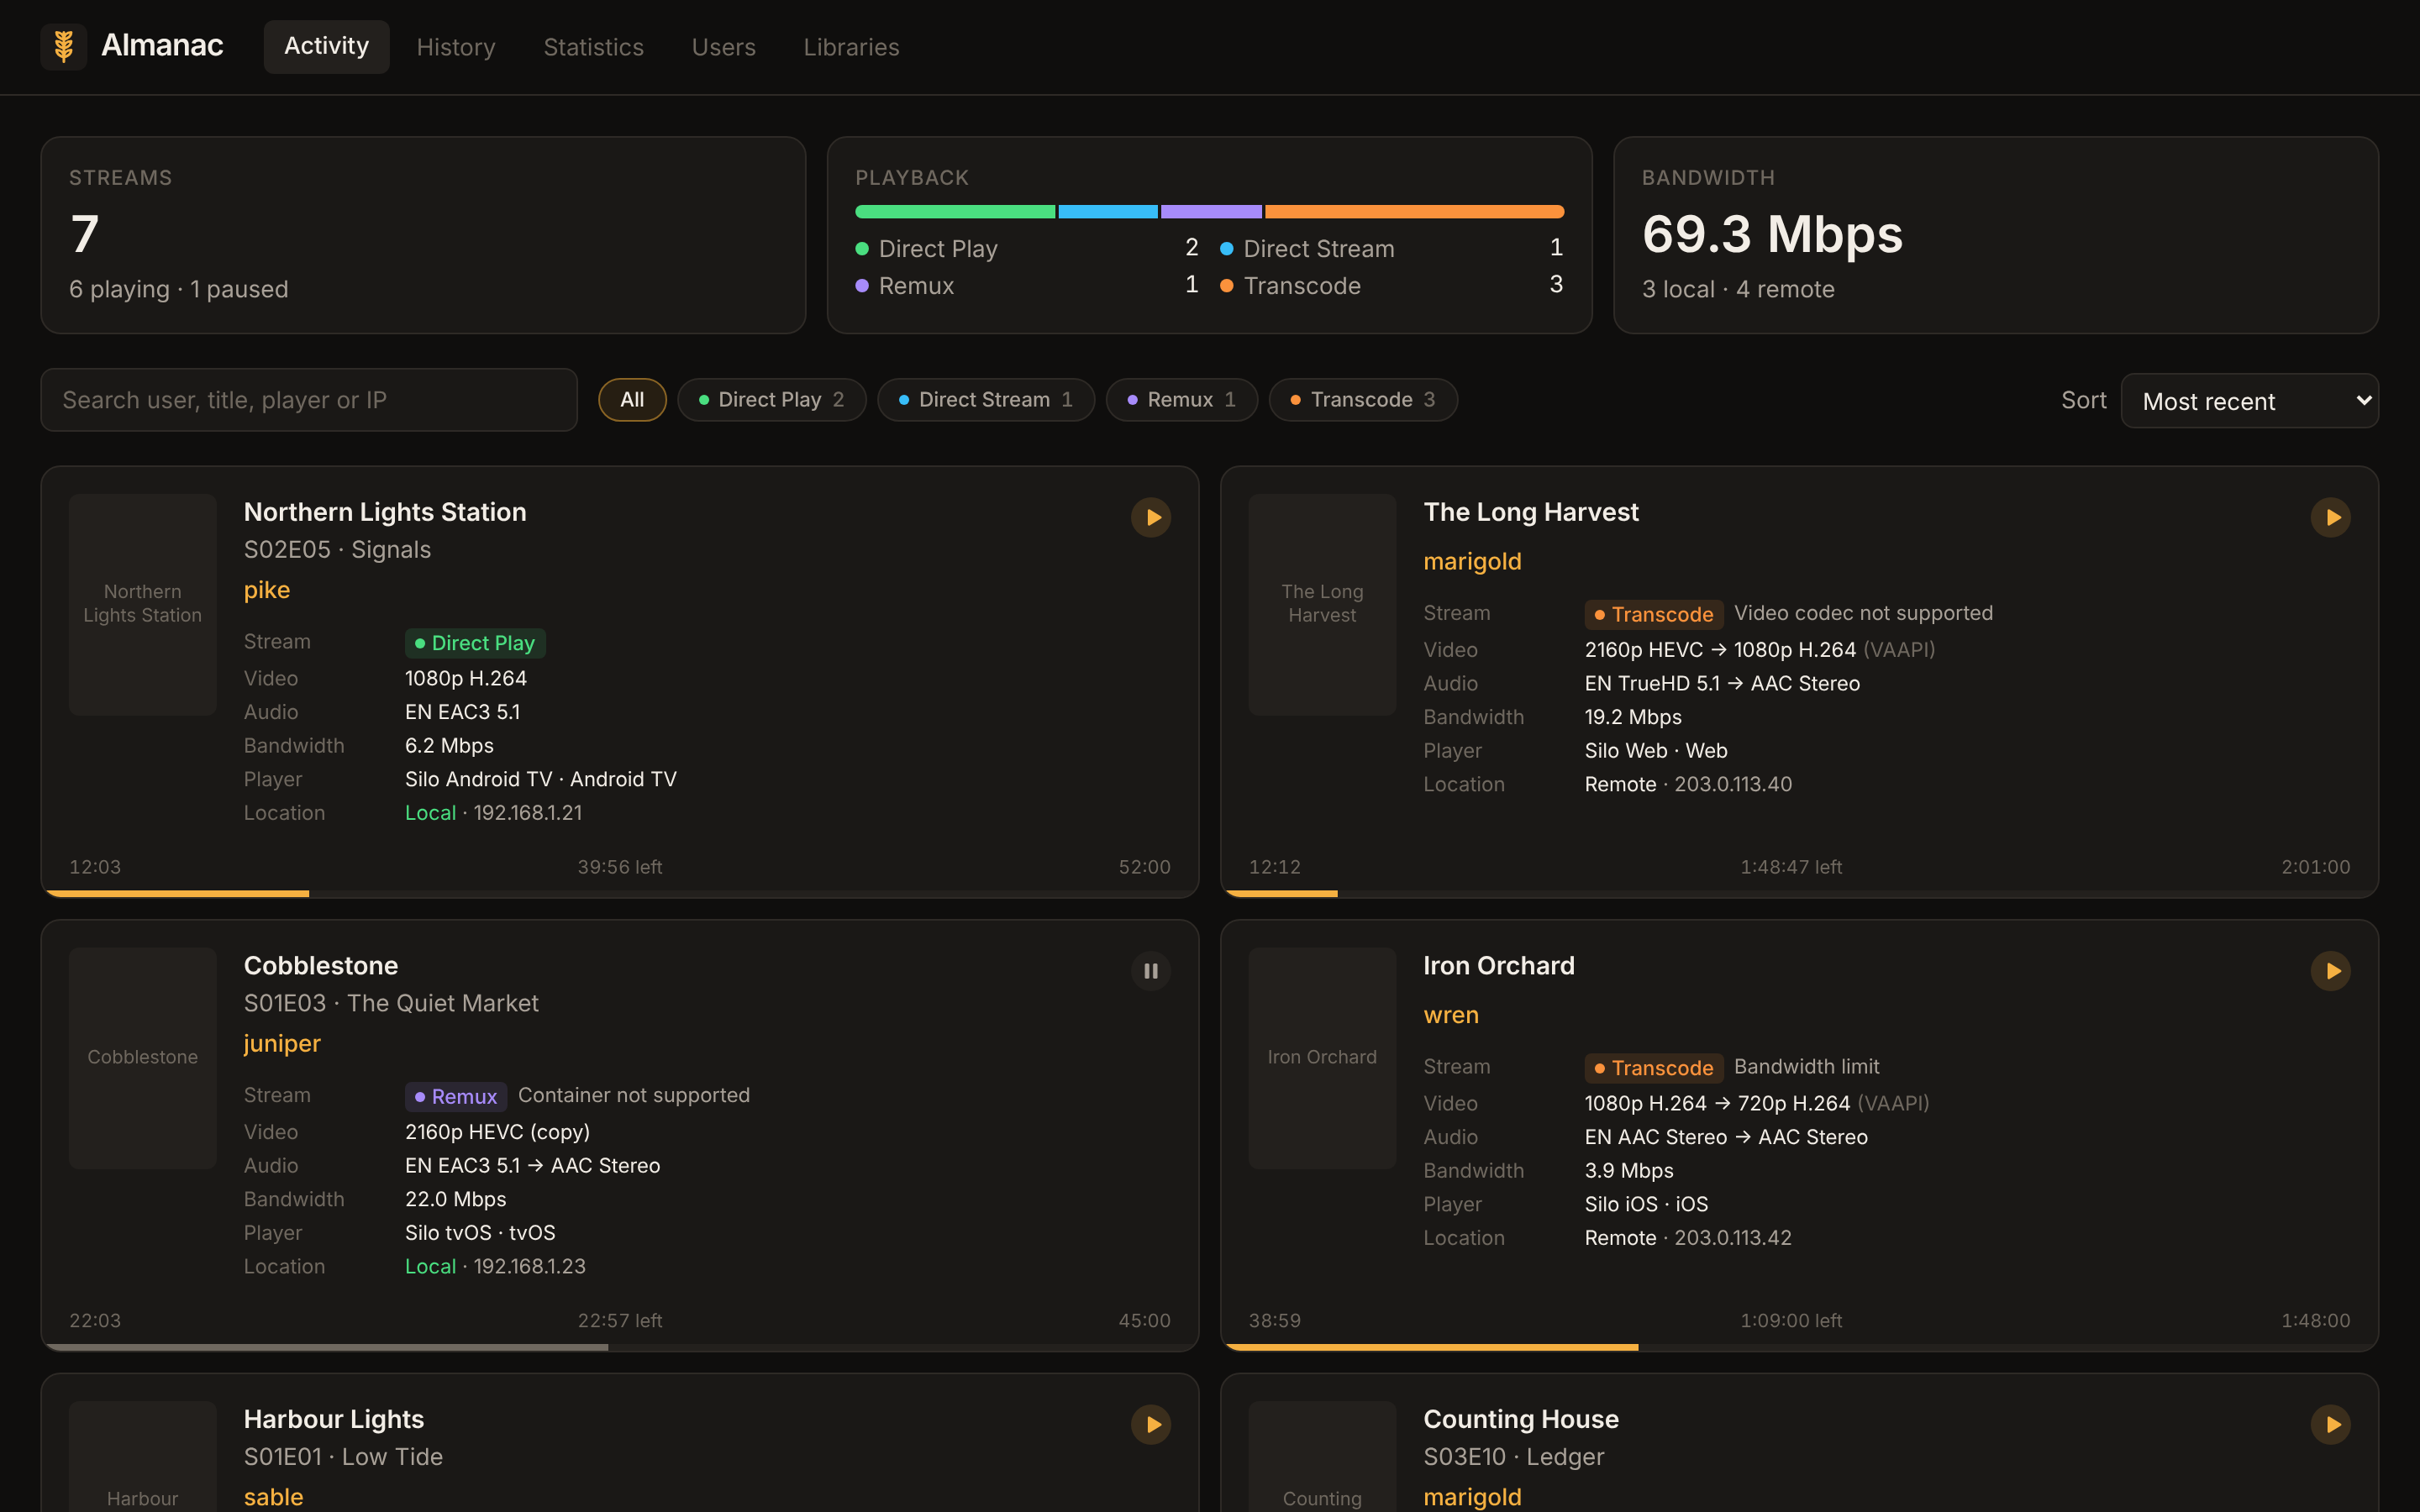 Almanac
Activity
History
Statistics
Users
Libraries
STREAMS
7
6 playing · 1 paused
PLAYBACK
Direct Play 2
Direct Stream 1
Remux 1
Transcode 3
BANDWIDTH
69.3 Mbps
3 local · 4 remote
Search user, title, player or IP
All
Direct Play 2
Direct Stream 1
Remux 1
Transcode 3
Sort
Most recent
Northern
Lights Station
Northern Lights Station
S02E05 · Signals
pike
Stream Direct Play
Video 1080p H.264
Audio EN EAC3 5.1
Bandwidth 6.2 Mbps
Player Silo Android TV · Android TV
Location Local · 192.168.1.21
12:03 39:56 left 52:00
The Long
Harvest
The Long Harvest
marigold
Stream Transcode Video codec not supported
Video 2160p HEVC → 1080p H.264 (VAAPI)
Audio EN TrueHD 5.1 → AAC Stereo
Bandwidth 19.2 Mbps
Player Silo Web · Web
Location Remote · 203.0.113.40
12:12 1:48:47 left 2:01:00
Cobblestone
Cobblestone
S01E03 · The Quiet Market
juniper
Stream Remux Container not supported
Video 2160p HEVC (copy)
Audio EN EAC3 5.1 → AAC Stereo
Bandwidth 22.0 Mbps
Player Silo tvOS · tvOS
Location Local · 192.168.1.23
22:03 22:57 left 45:00
Iron Orchard
Iron Orchard
wren
Stream Transcode Bandwidth limit
Video 1080p H.264 → 720p H.264 (VAAPI)
Audio EN AAC Stereo → AAC Stereo
Bandwidth 3.9 Mbps
Player Silo iOS · iOS
Location Remote · 203.0.113.42
38:59 1:09:00 left 1:48:00
Harbour
Harbour Lights
S01E01 · Low Tide
sable
Counting
Counting House
S03E10 · Ledger
marigold